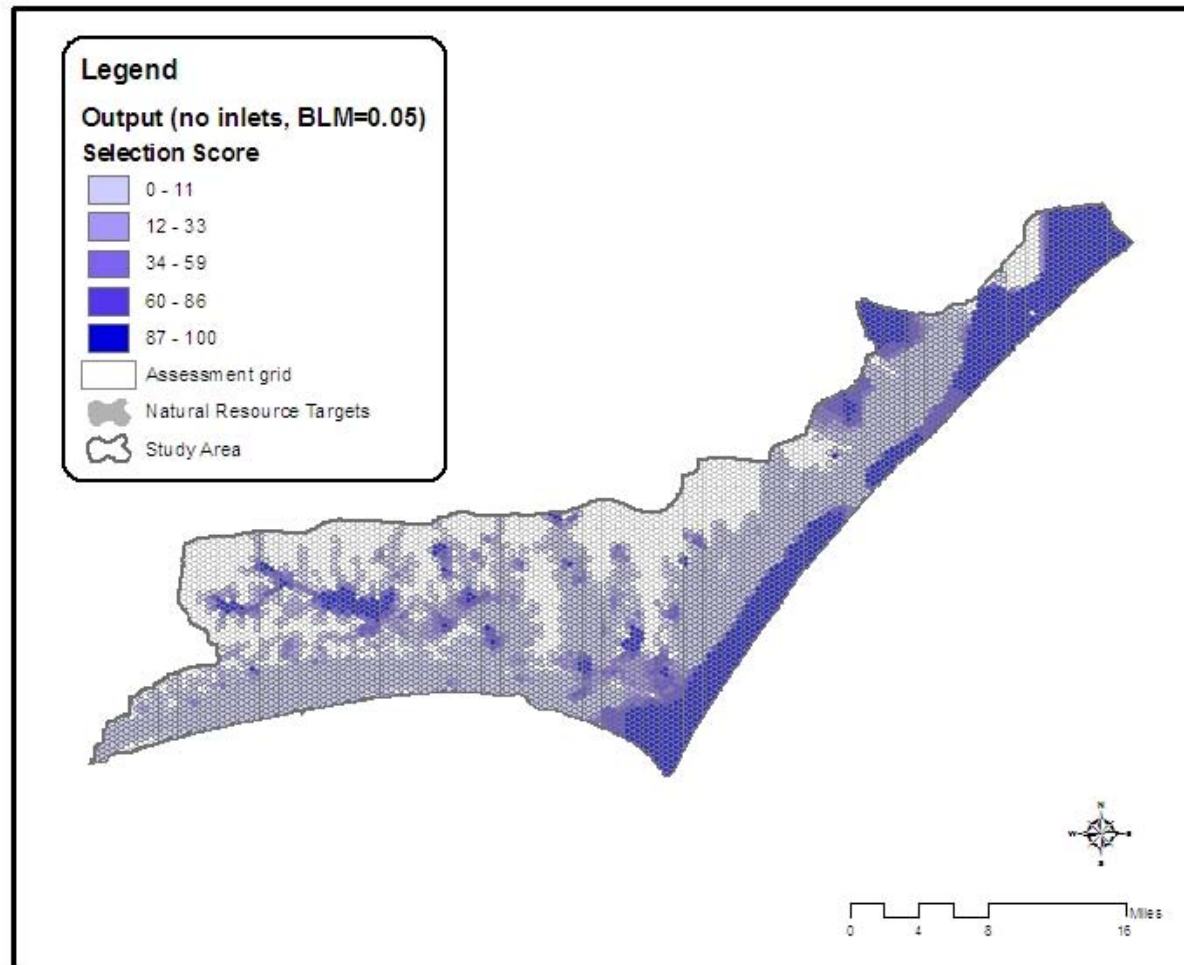 Legend
Output (no inlets, BLM=0.05)
Selection Score
0 - 11
12 - 33
34 - 59
60 - 86
87 - 100
Assessment grid
Natural Resource Targets
Study Area
N
W
S
Miles
0 4 8 16